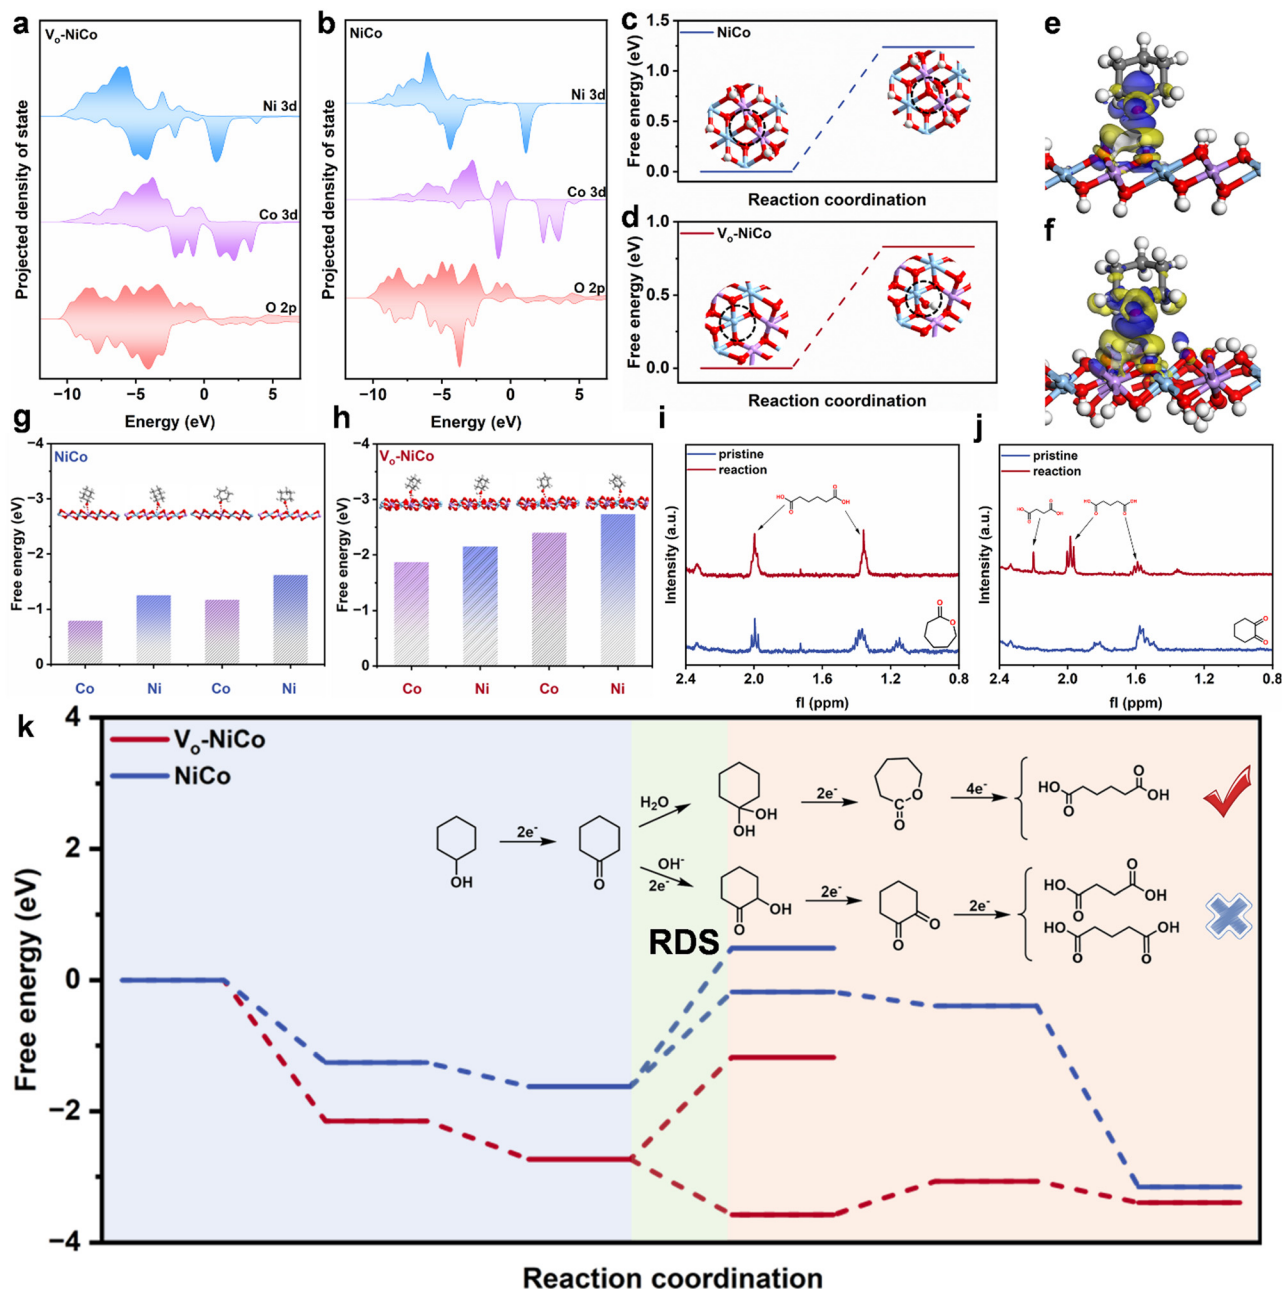 a
Vo-NiCo
Ni 3d
Co 3d
O 2p
Projected density of state
−10
−5
0
5
Energy (eV)
b
NiCo
Ni 3d
Co 3d
O 2p
Projected density of state
−10
−5
0
5
Energy (eV)
c
NiCo
1.5
1.0
0.5
0.0
Free energy (eV)
Reaction coordination
d
Vo-NiCo
1.0
0.5
0.0
Free energy (eV)
Reaction coordination
e
f
g
NiCo
−4
−3
−2
−1
0
Free energy (eV)
Co
Ni
Co
Ni
h
Vo-NiCo
−4
−3
−2
−1
0
Free energy (eV)
Co
Ni
Co
Ni
i
pristine
reaction
HO
O
O
OH
O
O
Intensity (a.u.)
2.4
2.0
1.6
1.2
0.8
fl (ppm)
j
pristine
reaction
HO
O
O
OH
HO
O
O
OH
O
O
Intensity (a.u.)
2.4
2.0
1.6
1.2
0.8
fl (ppm)
k
Vo-NiCo
NiCo
4
2
0
−2
−4
Free energy (eV)
OH
2e-
O
H2O
OH
OH
2e-
O
O
4e-
HO
O
O
OH
OH-
2e-
O
OH
2e-
O
O
2e-
HO
O
O
OH
HO
O
O
OH
RDS
Reaction coordination